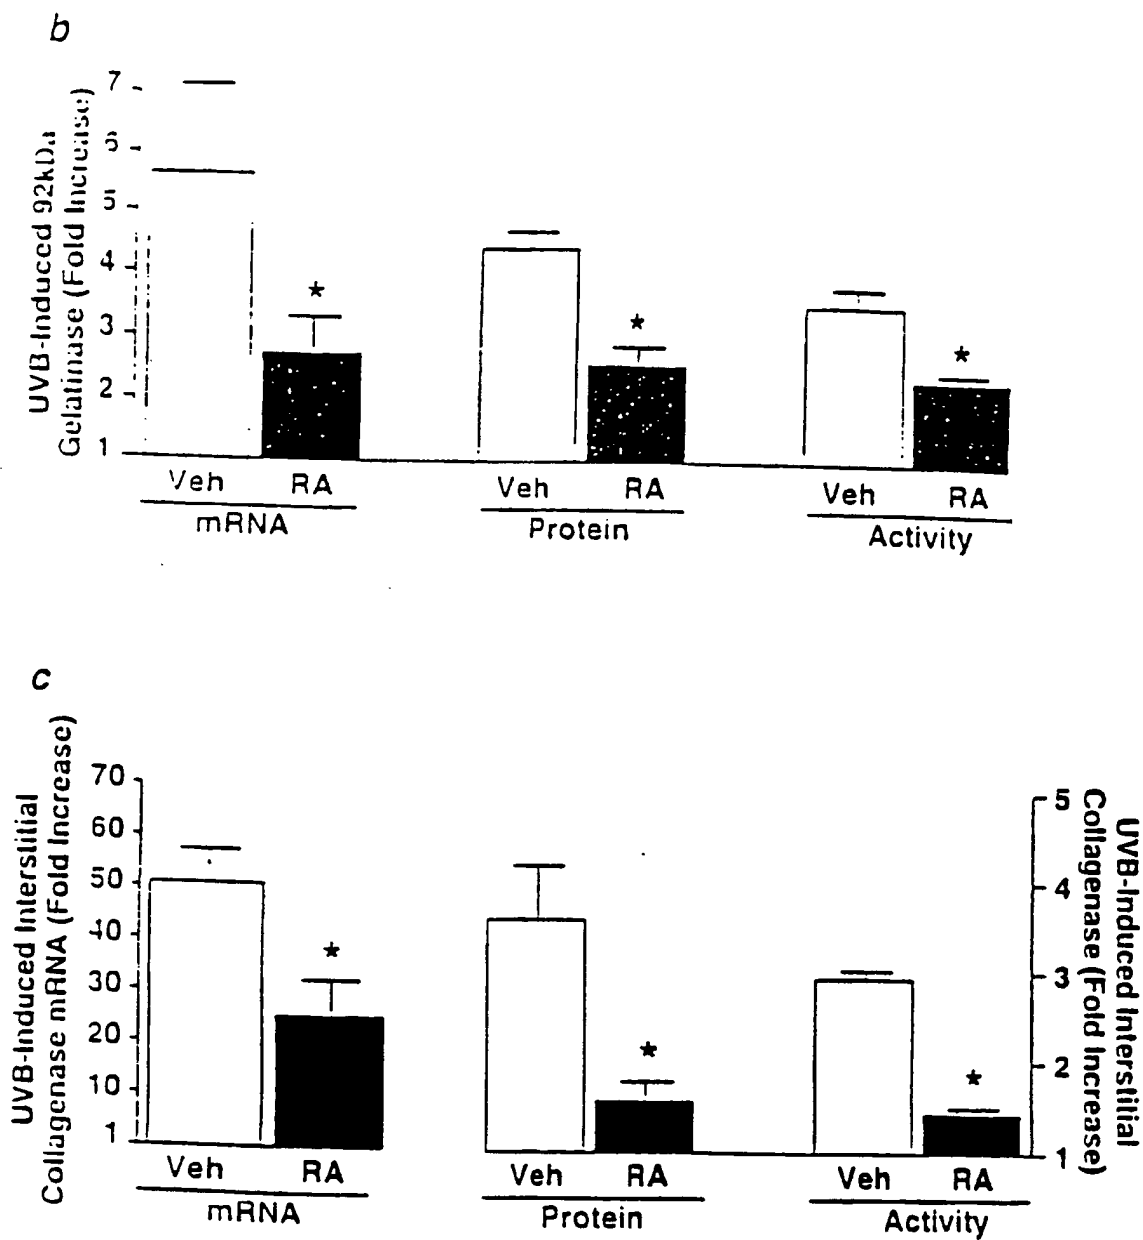 b
UVB-Induced 92kDa
Gelatinase (Fold Increase)
7
6
5
4
3
2
1
*
*
*
Veh RA Veh RA Veh RA
mRNA Protein Activity
c
UVB-Induced Interstitial
Collagenase mRNA (Fold Increase)
70
60
50
40
30
20
10
1
*
*
*
5
4
3
2
1
UVB-Induced Interstitial
Collagenase (Fold Increase)
Veh RA Veh RA Veh RA
mRNA Protein Activity